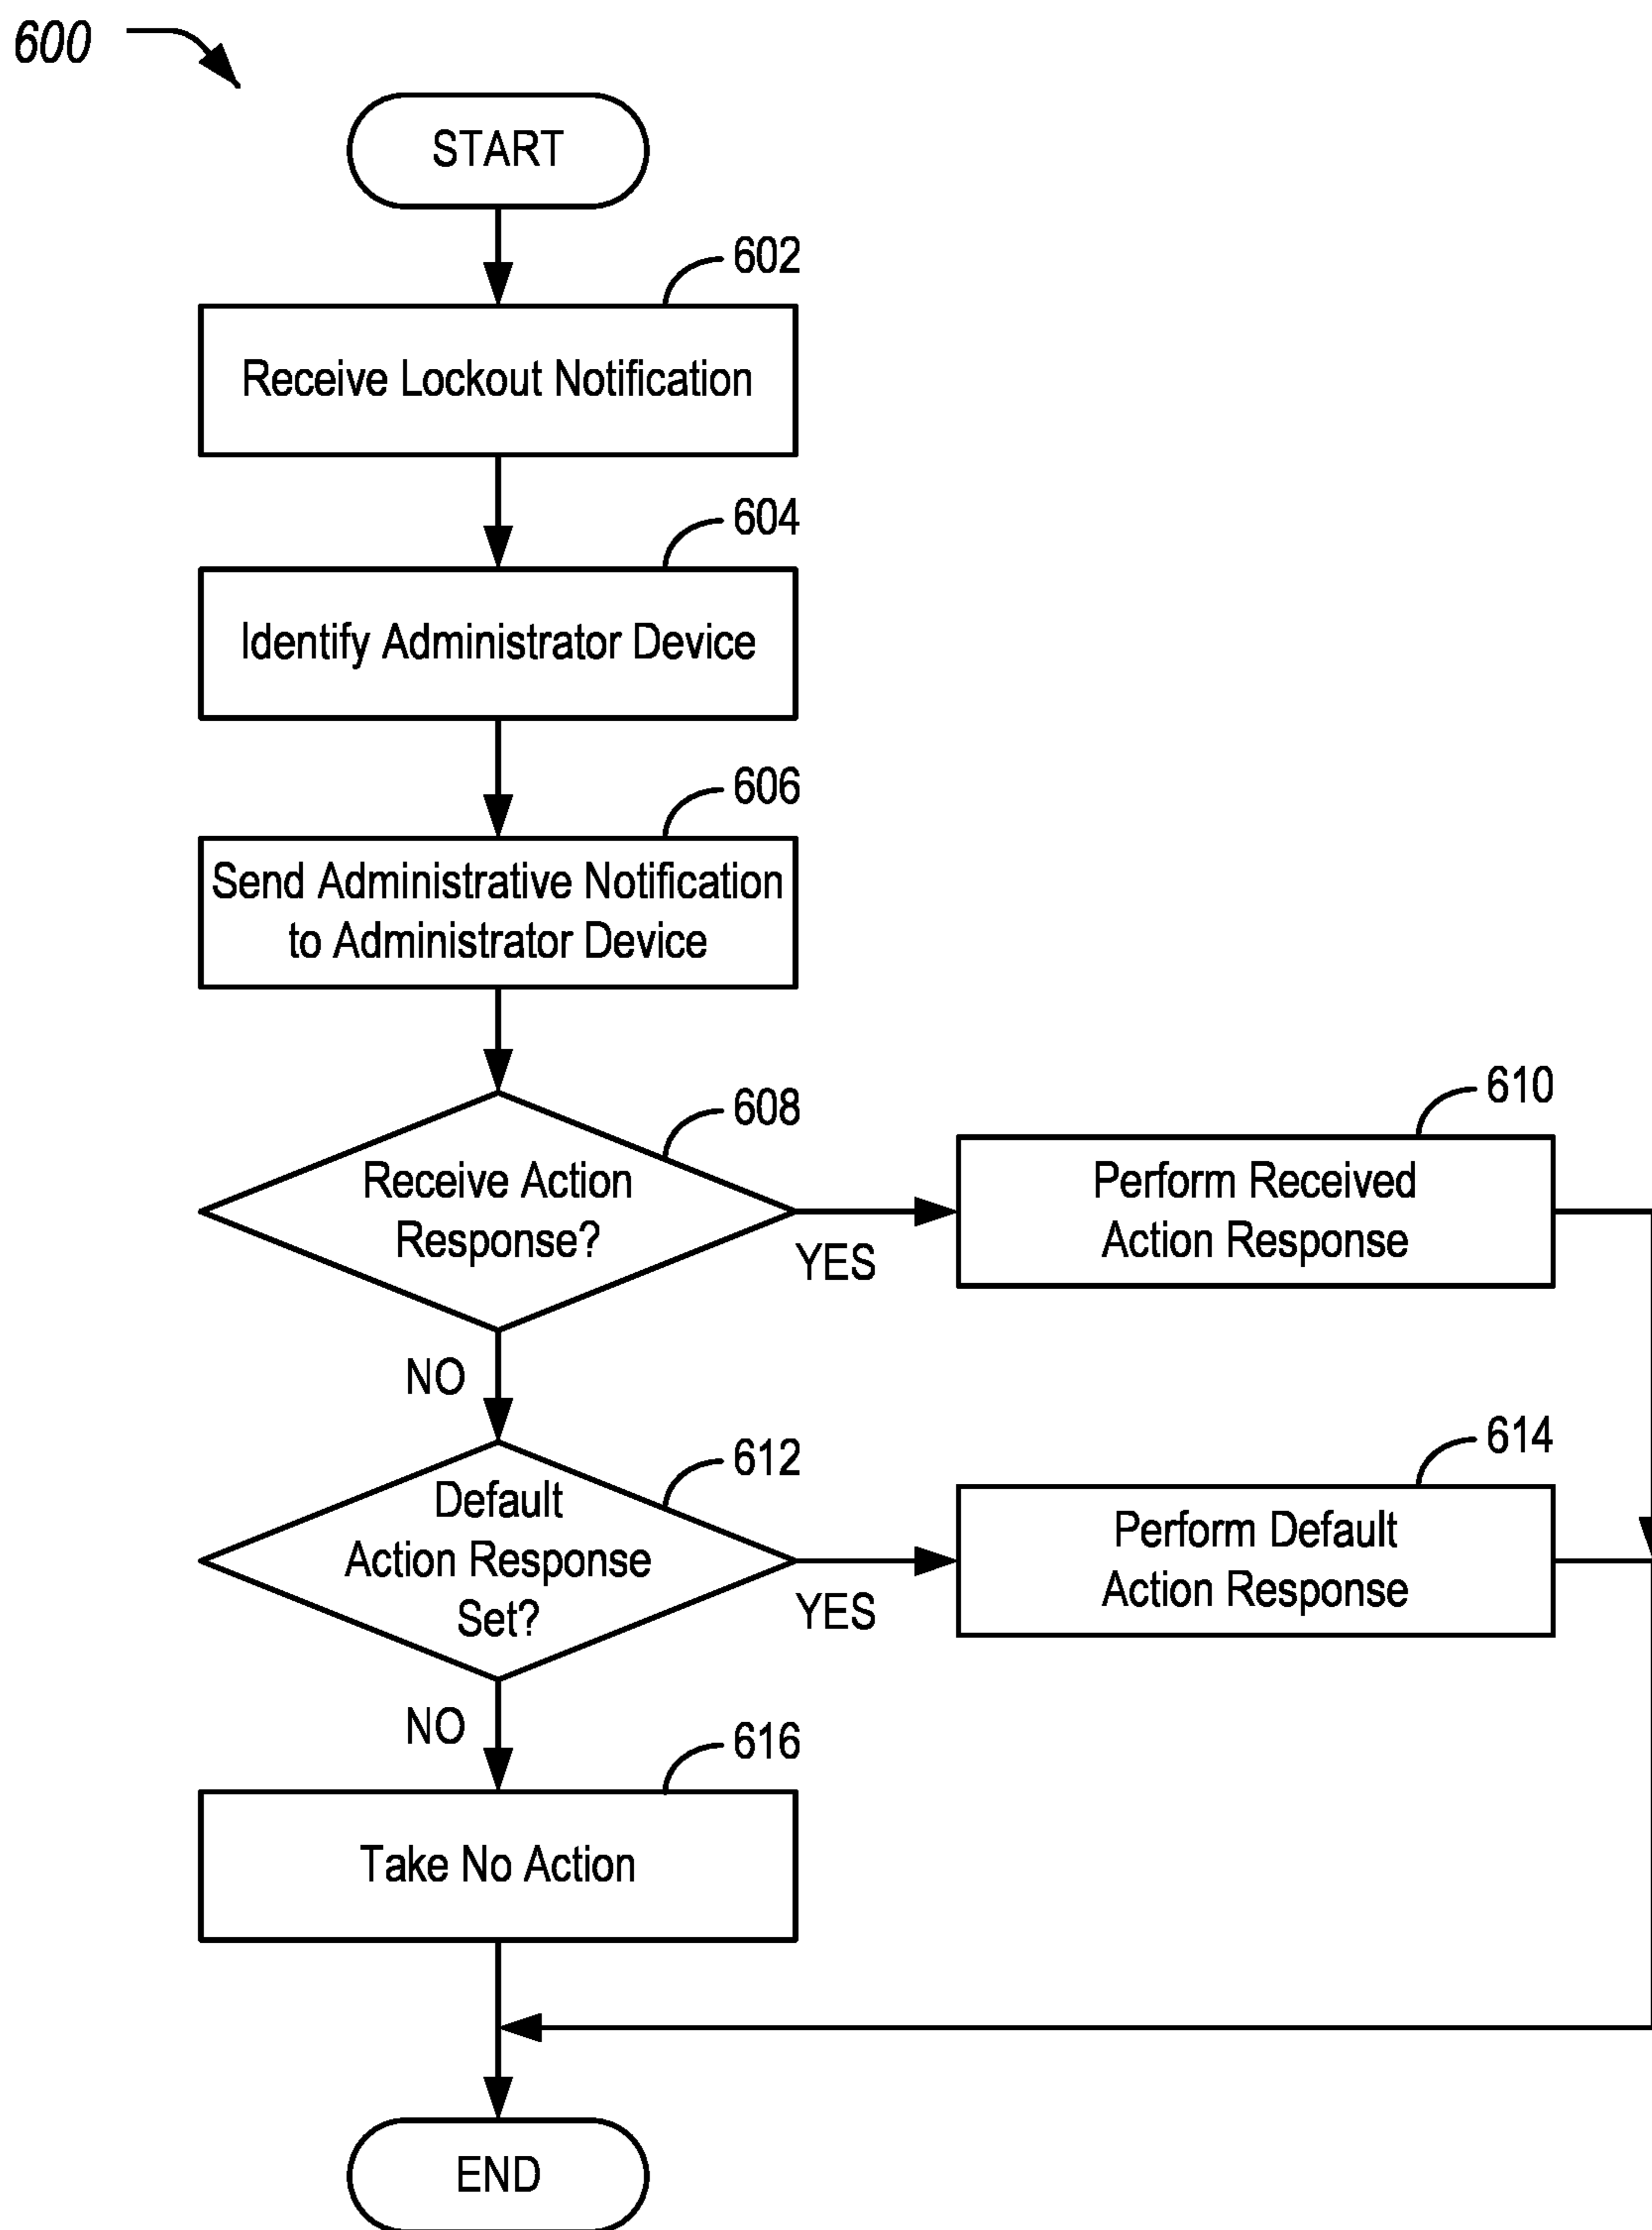 600
START
602
Receive Lockout Notification
604
Identify Administrator Device
606
Send Administrative Notification
to Administrator Device
608
Receive Action
Response?
YES
610
Perform Received
Action Response
NO
612
Default
Action Response
Set?
YES
614
Perform Default
Action Response
NO
616
Take No Action
END